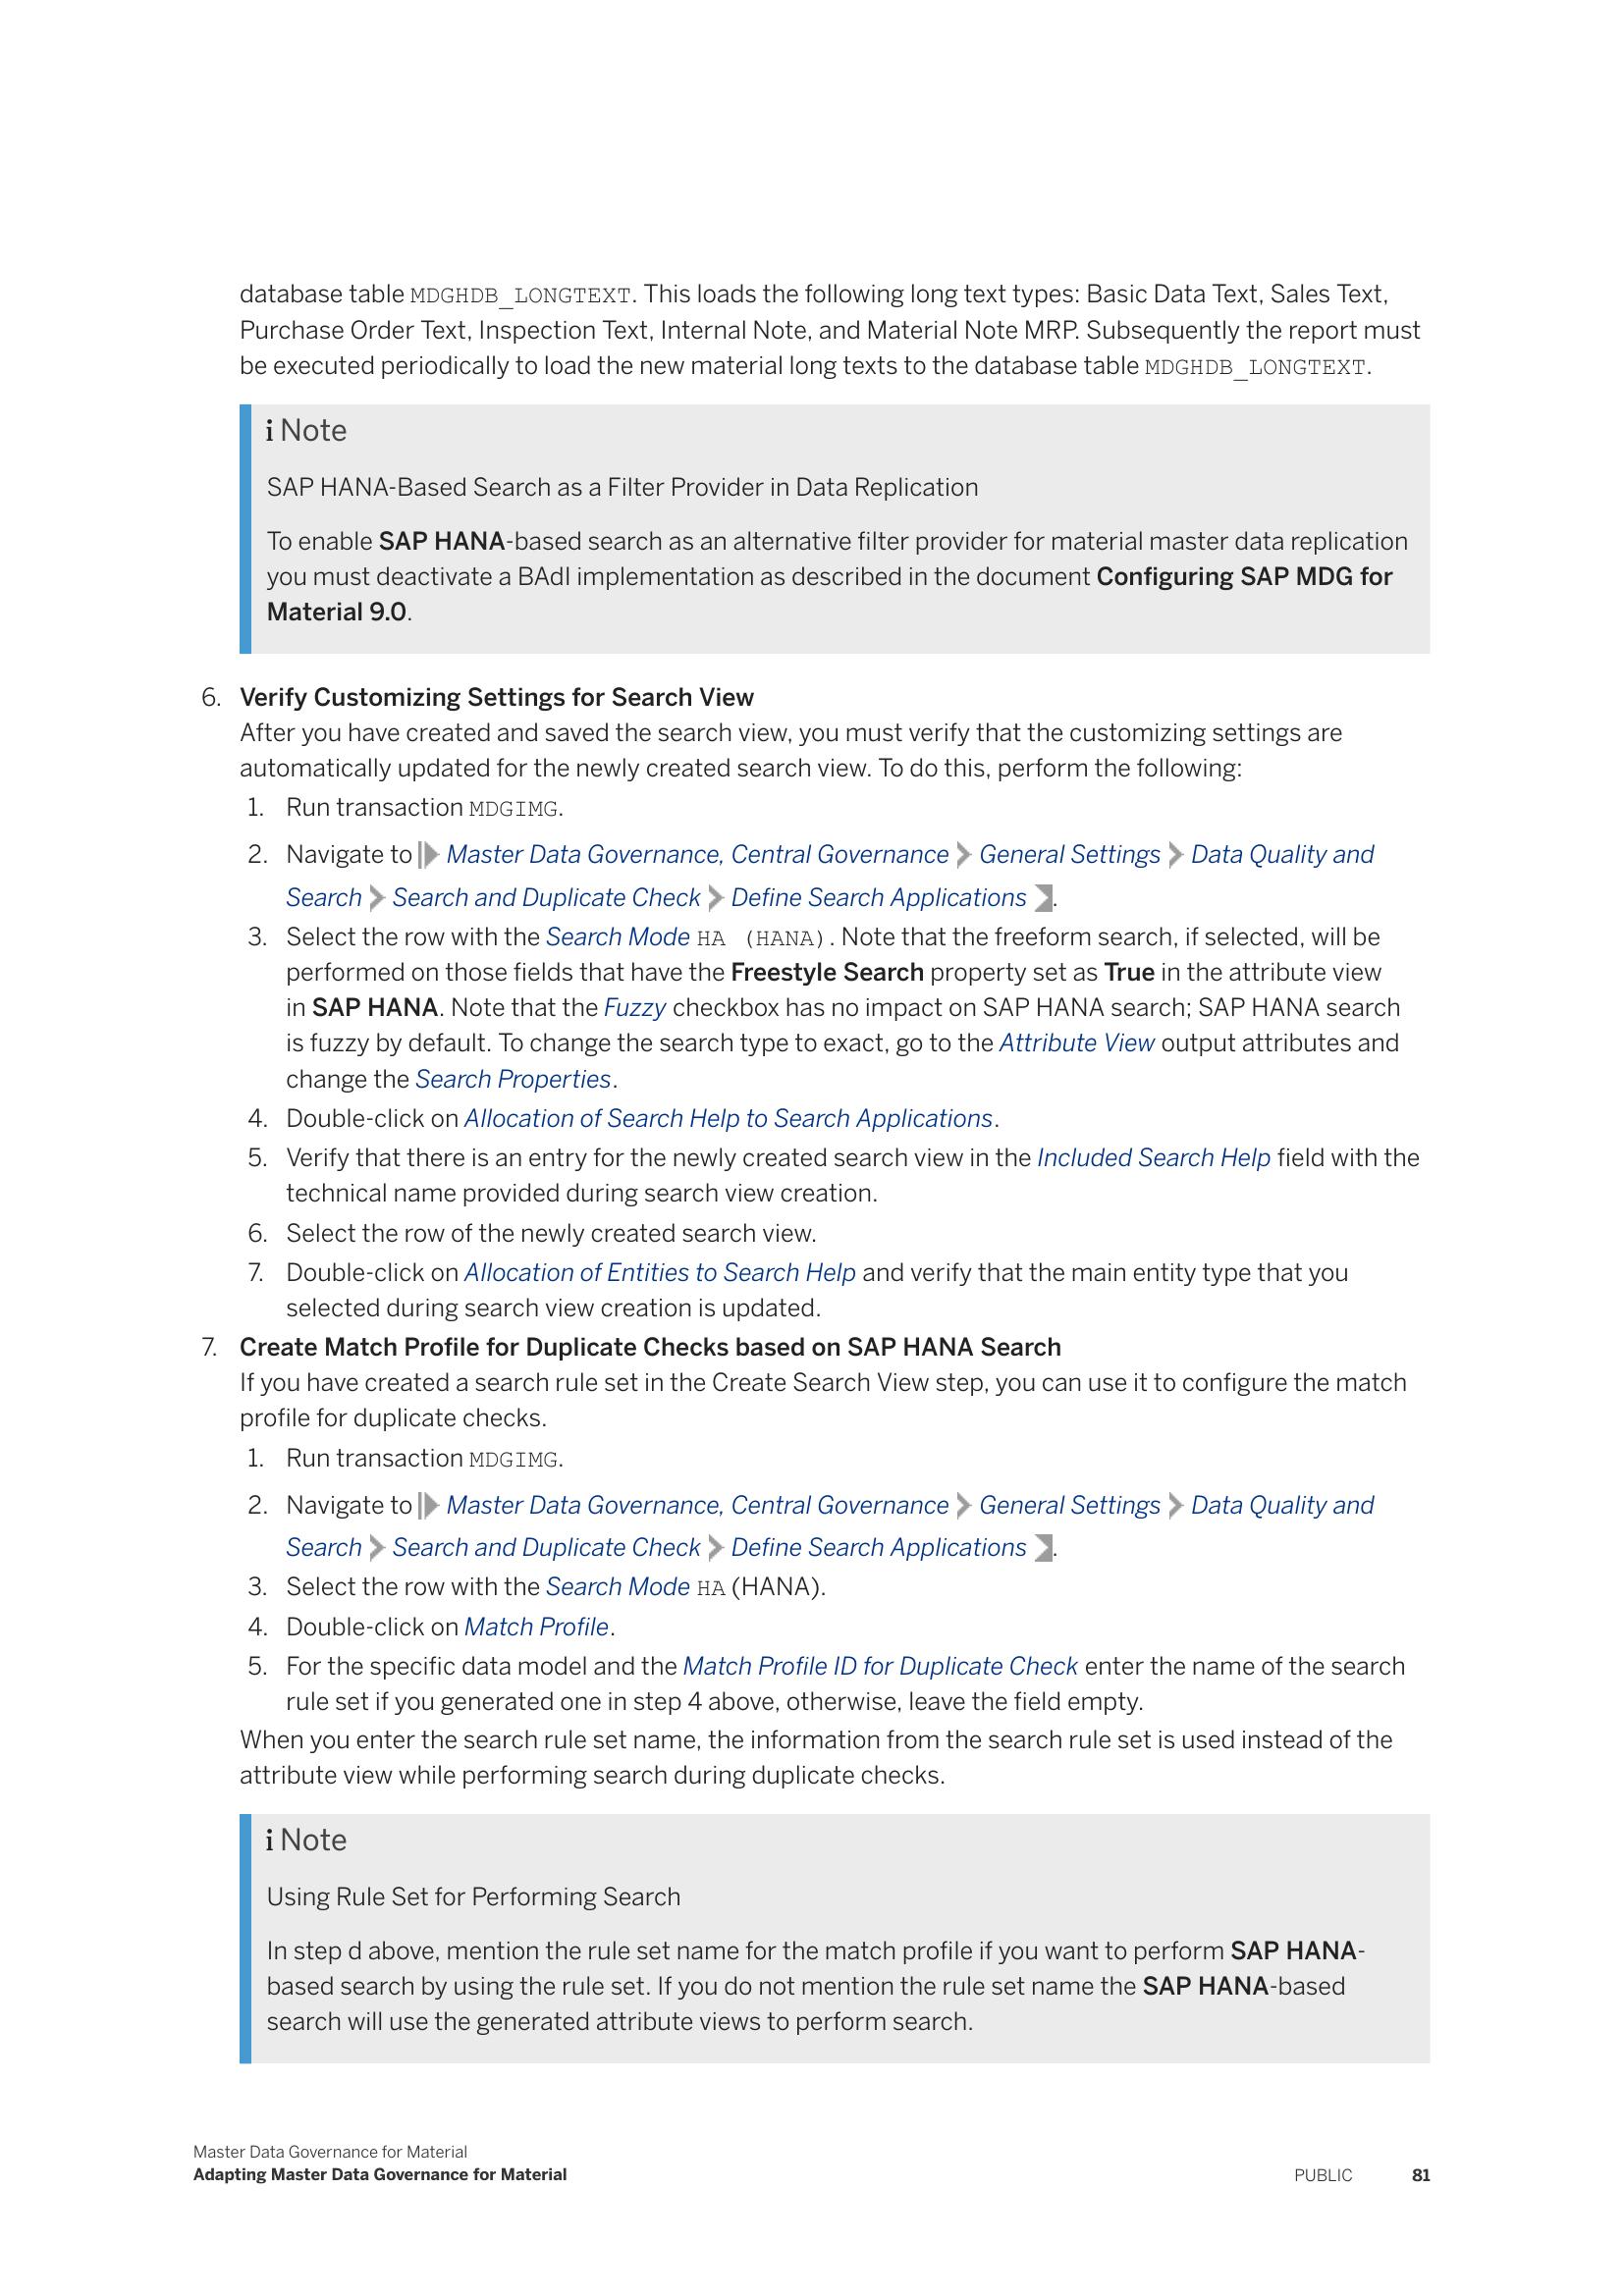 database table MDGHDB_LONGTEXT. This loads the following long text types: Basic Data Text, Sales Text,
Purchase Order Text, Inspection Text, Internal Note, and Material Note MRP. Subsequently the report must
be executed periodically to load the new material long texts to the database table MDGHDB_LONGTEXT.
i Note
SAP HANA-Based Search as a Filter Provider in Data Replication
To enable SAP HANA-based search as an alternative filter provider for material master data replication
you must deactivate a BAdI implementation as described in the document Configuring SAP MDG for
Material 9.0.
6. Verify Customizing Settings for Search View
After you have created and saved the search view, you must verify that the customizing settings are
automatically updated for the newly created search view. To do this, perform the following:
1. Run transaction MDGIMG.
2. Navigate to Master Data Governance, Central Governance General Settings Data Quality and
Search Search and Duplicate Check Define Search Applications .
3. Select the row with the Search Mode HA (HANA). Note that the freeform search, if selected, will be
performed on those fields that have the Freestyle Search property set as True in the attribute view
in SAP HANA. Note that the Fuzzy checkbox has no impact on SAP HANA search; SAP HANA search
is fuzzy by default. To change the search type to exact, go to the Attribute View output attributes and
change the Search Properties.
4. Double-click on Allocation of Search Help to Search Applications.
5. Verify that there is an entry for the newly created search view in the Included Search Help field with the
technical name provided during search view creation.
6. Select the row of the newly created search view.
7. Double-click on Allocation of Entities to Search Help and verify that the main entity type that you
selected during search view creation is updated.
7. Create Match Profile for Duplicate Checks based on SAP HANA Search
If you have created a search rule set in the Create Search View step, you can use it to configure the match
profile for duplicate checks.
1. Run transaction MDGIMG.
2. Navigate to Master Data Governance, Central Governance General Settings Data Quality and
Search Search and Duplicate Check Define Search Applications .
3. Select the row with the Search Mode HA (HANA).
4. Double-click on Match Profile.
5. For the specific data model and the Match Profile ID for Duplicate Check enter the name of the search
rule set if you generated one in step 4 above, otherwise, leave the field empty.
When you enter the search rule set name, the information from the search rule set is used instead of the
attribute view while performing search during duplicate checks.
i Note
Using Rule Set for Performing Search
In step d above, mention the rule set name for the match profile if you want to perform SAP HANA-
based search by using the rule set. If you do not mention the rule set name the SAP HANA-based
search will use the generated attribute views to perform search.
Master Data Governance for Material
Adapting Master Data Governance for Material
PUBLIC 81